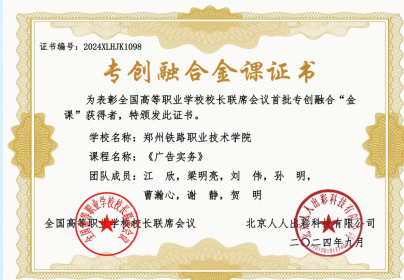 证书编号：2024XLHJK1098
专创融合金课证书
为表彰全国高等职业学校校长联席会议首批专创融合“金
课”获得者，特颁发此证书。
学校名称：郑州铁路职业技术学院
课程名称：《广告实务》
团队成员：江 欣，梁明亮，刘 伟，孙 明，
曹瀚心，谢 静，贺 明
全国高等职业学校校长联席会议
北京人人出彩科技有限公司
二〇二四年九月